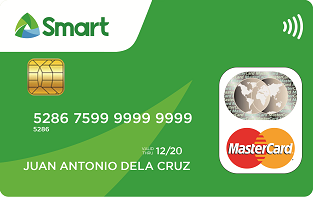 Smart
5286 7599 9999 9999
5286
VALID THRU 12/20
JUAN ANTONIO DELA CRUZ
MasterCard